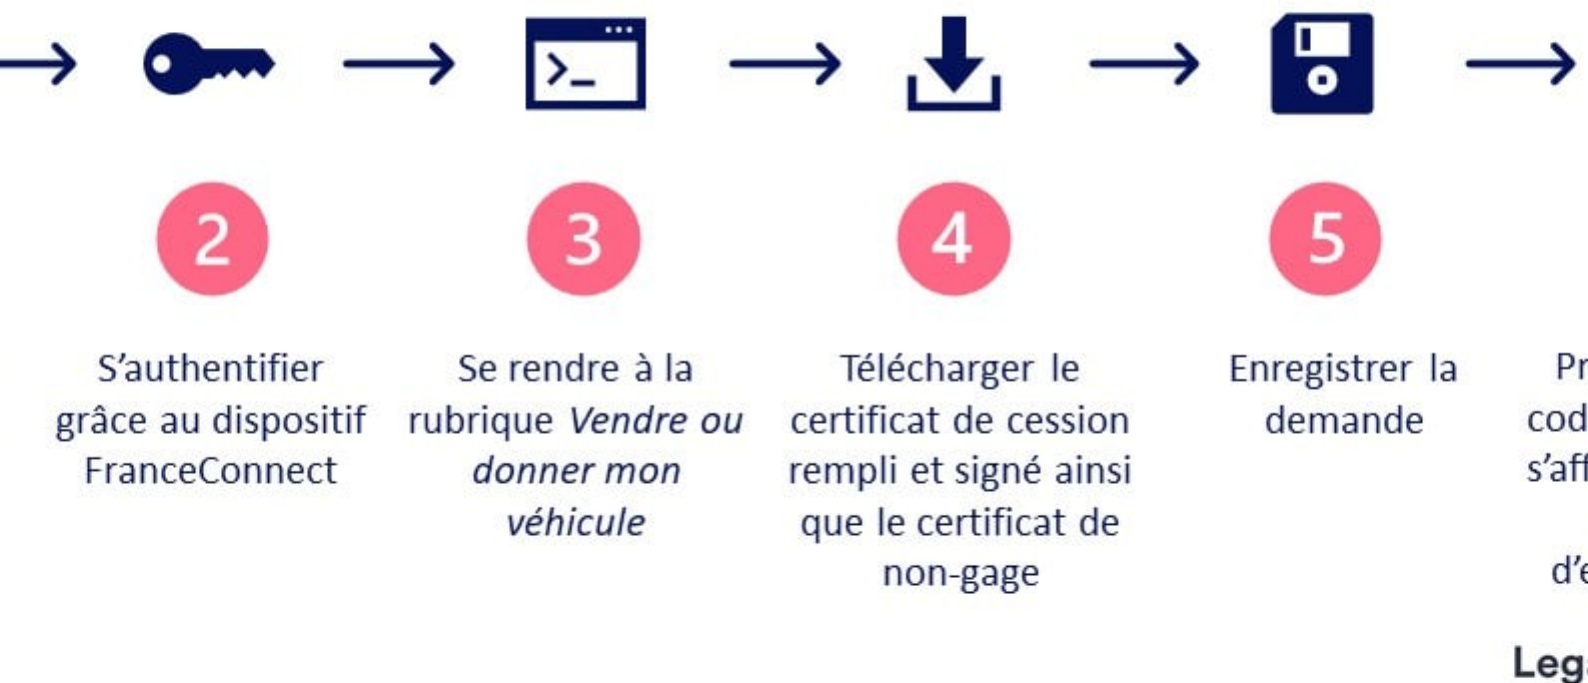 2
3
4
5
S’authentifier
grâce au dispositif
FranceConnect
Se rendre à la
rubrique Vendre ou
donner mon
véhicule
Télécharger le
certificat de cession
rempli et signé ainsi
que le certificat de
non-gage
Enregistrer la
demande